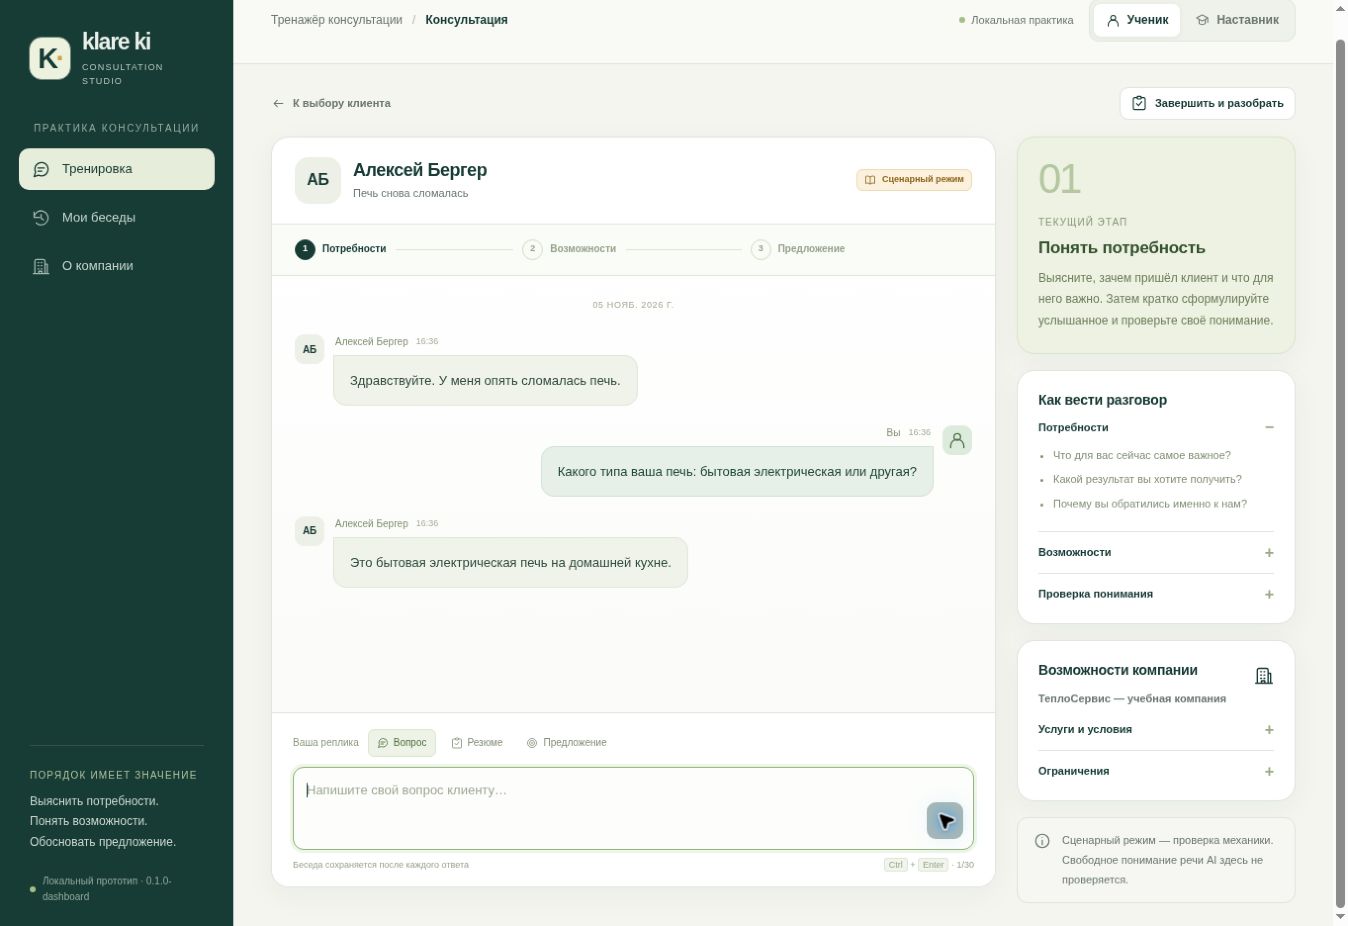 K·
klare ki
CONSULTATION
STUDIO
ПРАКТИКА КОНСУЛЬТАЦИИ
Тренировка
Мои беседы
О компании
ПОРЯДОК ИМЕЕТ ЗНАЧЕНИЕ
Выяснить потребности.
Понять возможности.
Обосновать предложение.
Локальный прототип · 0.1.0-
dashboard
Тренажёр консультации / Консультация
Локальная практика
Ученик
Наставник
К выбору клиента
Завершить и разобрать
АБ
Алексей Бергер
Печь снова сломалась
Сценарный режим
1 Потребности
2 Возможности
3 Предложение
05 НОЯБ. 2026 Г.
АБ
Алексей Бергер 16:36
Здравствуйте. У меня опять сломалась печь.
Вы 16:36
Какого типа ваша печь: бытовая электрическая или другая?
АБ
Алексей Бергер 16:36
Это бытовая электрическая печь на домашней кухне.
Ваша реплика
Вопрос
Резюме
Предложение
Напишите свой вопрос клиенту…
Беседа сохраняется после каждого ответа
Ctrl + Enter · 1/30
01
ТЕКУЩИЙ ЭТАП
Понять потребность
Выясните, зачем пришёл клиент и что для
него важно. Затем кратко сформулируйте
услышанное и проверьте своё понимание.
Как вести разговор
Потребности −
• Что для вас сейчас самое важное?
• Какой результат вы хотите получить?
• Почему вы обратились именно к нам?
Возможности +
Проверка понимания +
Возможности компании
ТеплоСервис — учебная компания
Услуги и условия +
Ограничения +
Сценарный режим — проверка механики.
Свободное понимание речи AI здесь не
проверяется.